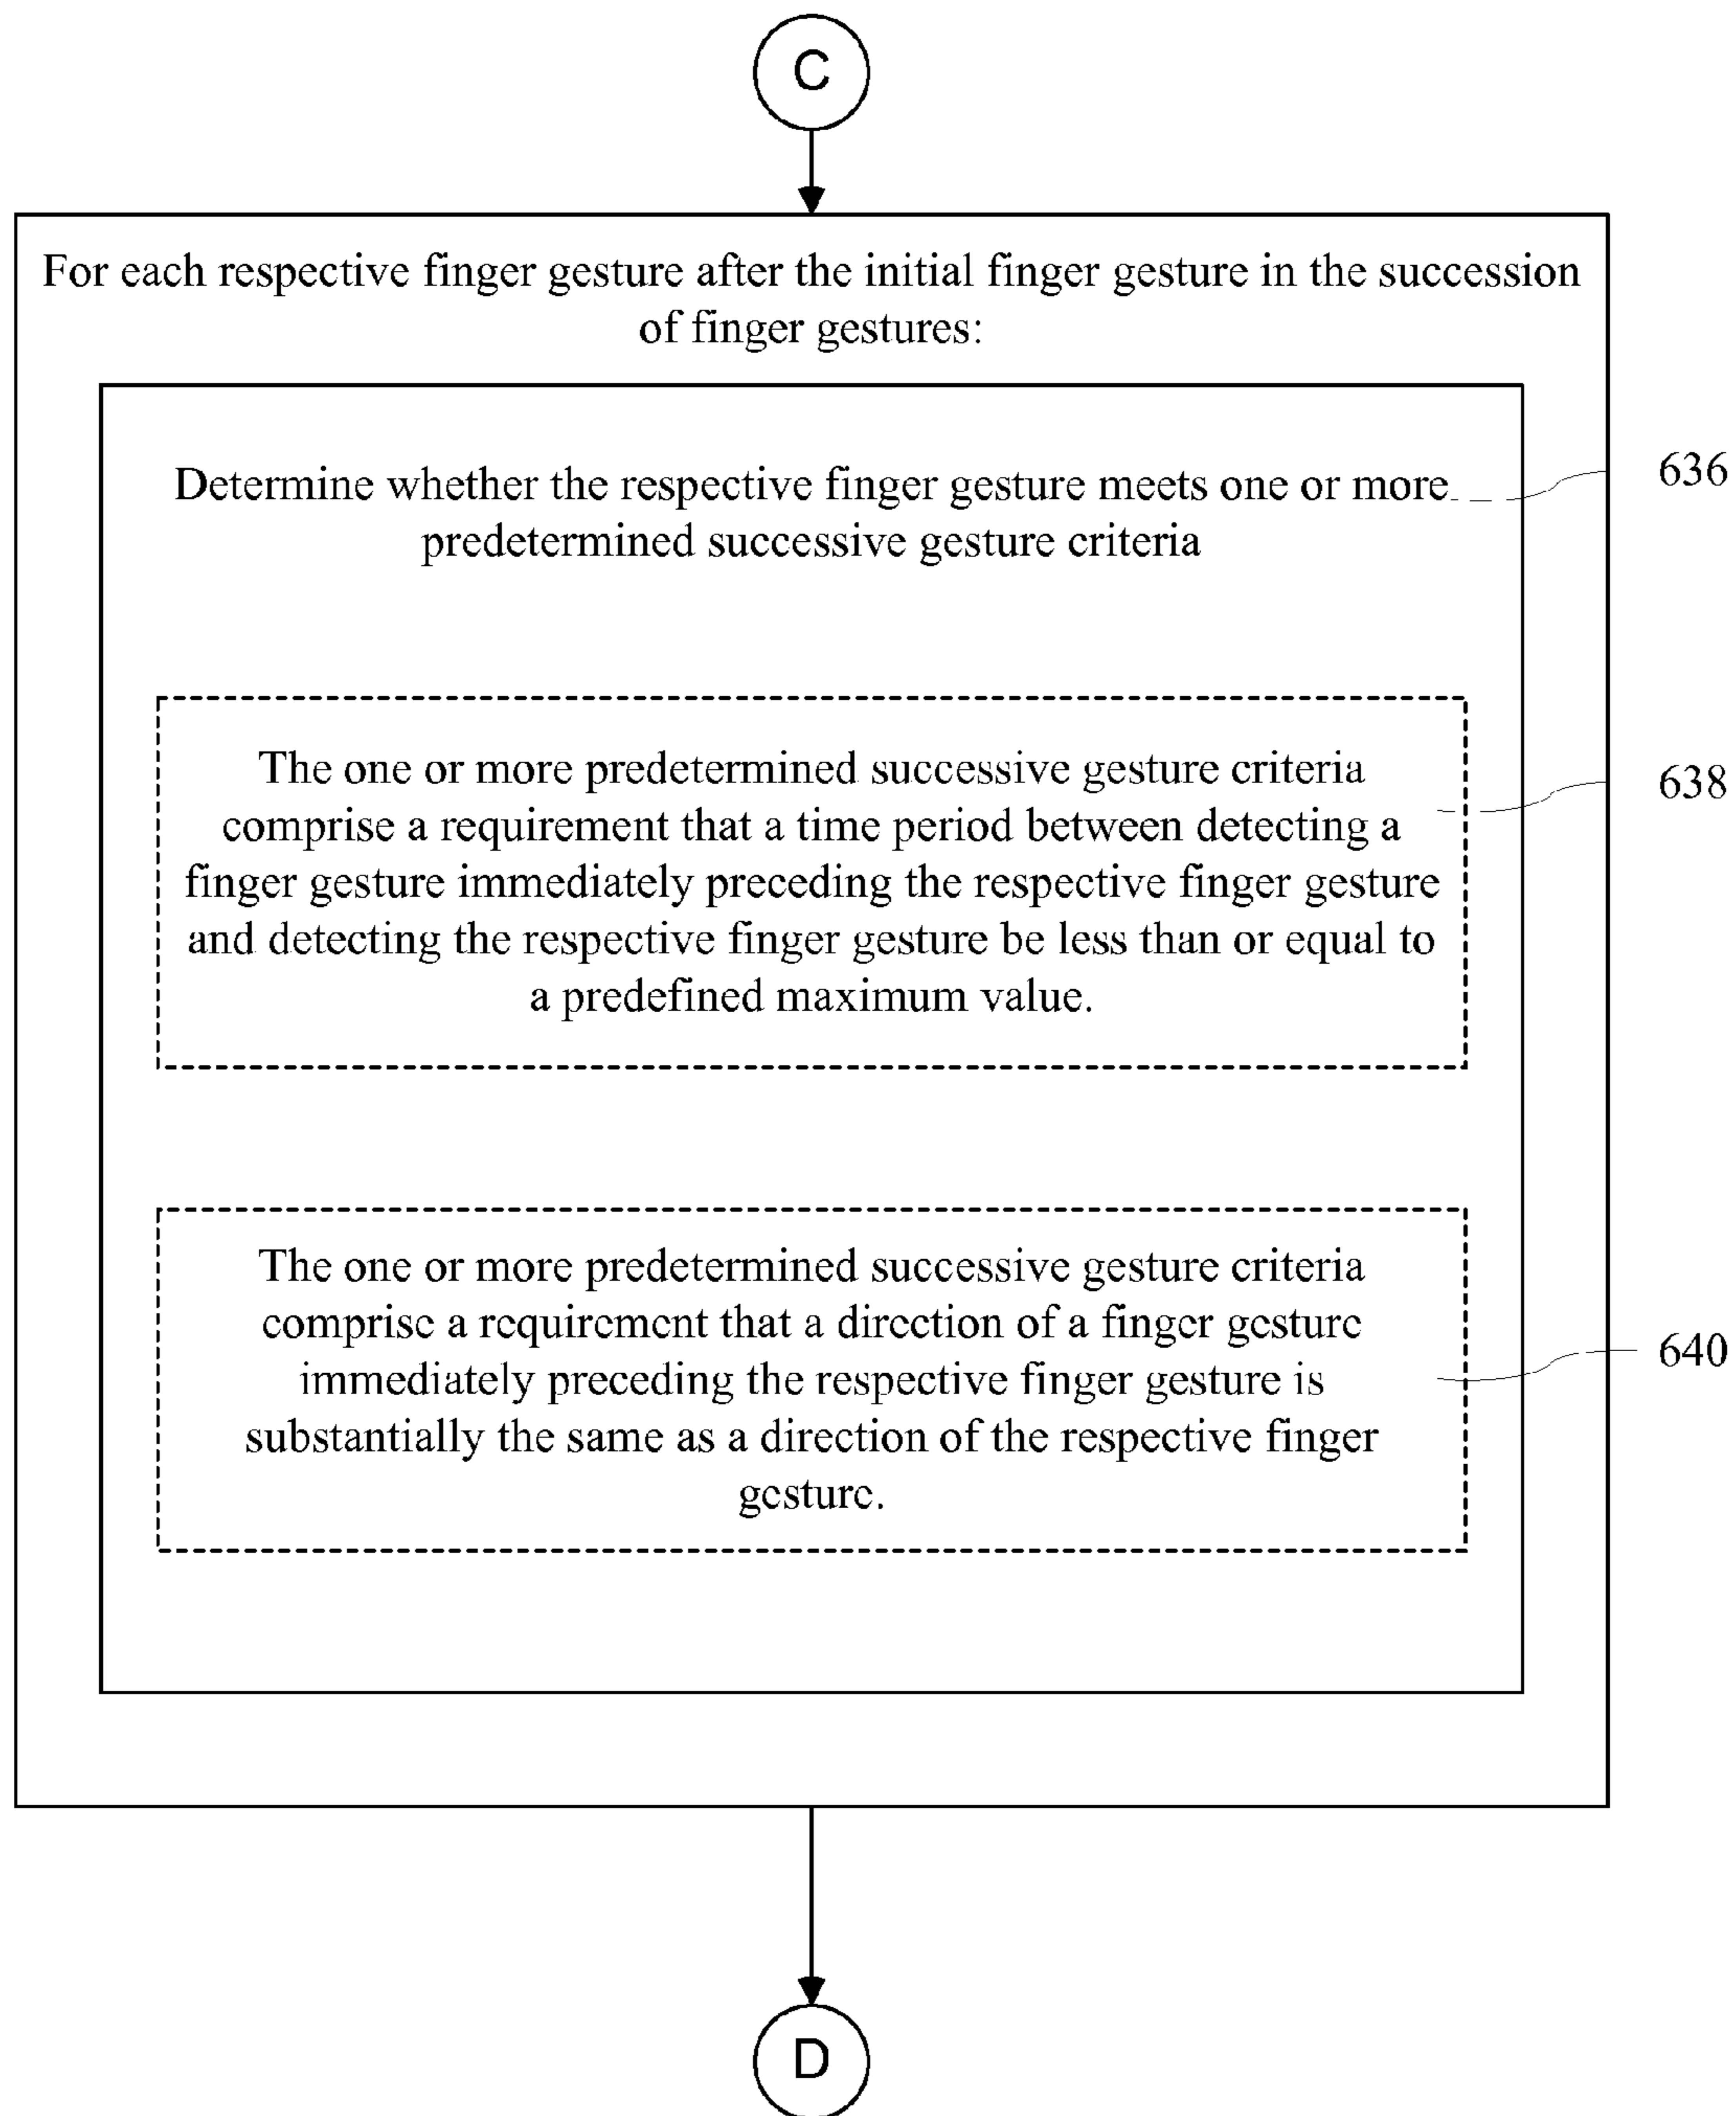 C
For each respective finger gesture after the initial finger gesture in the succession
of finger gestures:
Determine whether the respective finger gesture meets one or more
predetermined successive gesture criteria
636
The one or more predetermined successive gesture criteria
comprise a requirement that a time period between detecting a
finger gesture immediately preceding the respective finger gesture
and detecting the respective finger gesture be less than or equal to
a predefined maximum value.
638
The one or more predetermined successive gesture criteria
comprise a requirement that a direction of a finger gesture
immediately preceding the respective finger gesture is
substantially the same as a direction of the respective finger
gesture.
640
D